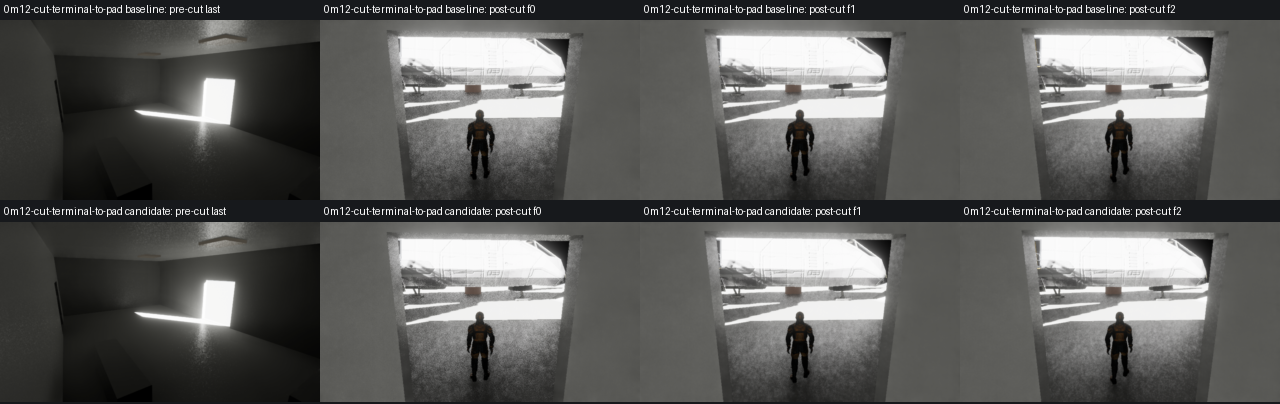 0m12-cut-terminal-to-pad baseline: pre-cut last
0m12-cut-terminal-to-pad baseline: post-cut f0
0m12-cut-terminal-to-pad baseline: post-cut f1
0m12-cut-terminal-to-pad baseline: post-cut f2
0m12-cut-terminal-to-pad candidate: pre-cut last
0m12-cut-terminal-to-pad candidate: post-cut f0
0m12-cut-terminal-to-pad candidate: post-cut f1
0m12-cut-terminal-to-pad candidate: post-cut f2